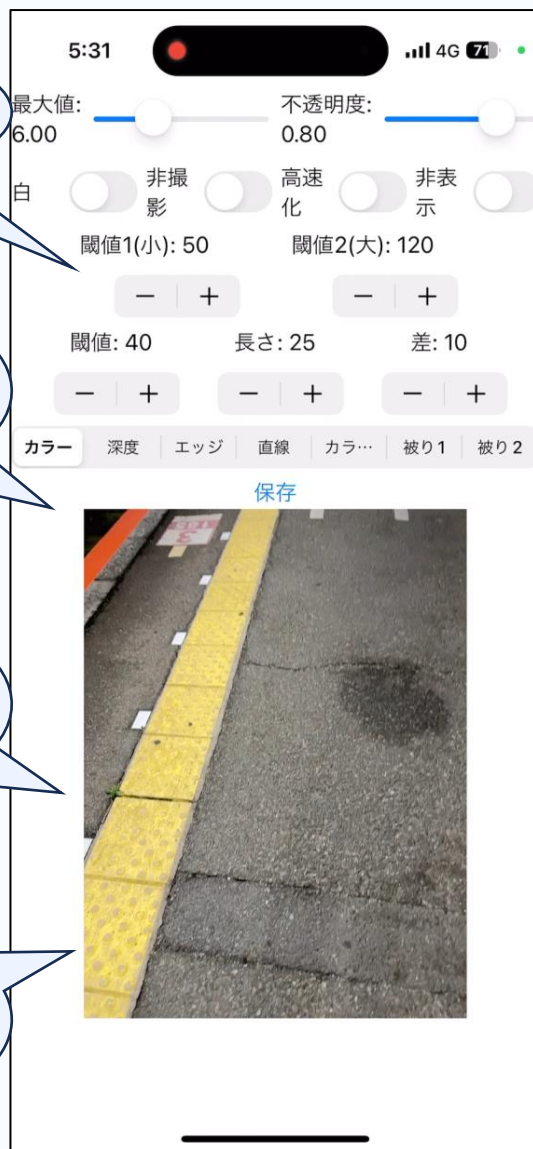 5:31
4G 71
最大値: 6.00
不透明度: 0.80
白
非撮影
高速化
非表示
閾値1(小): 50
閾値2(大): 120
閾値: 40
長さ: 25
差: 10
カラー 深度 エッジ 直線 カラ… 被り1 被り2
保存
3